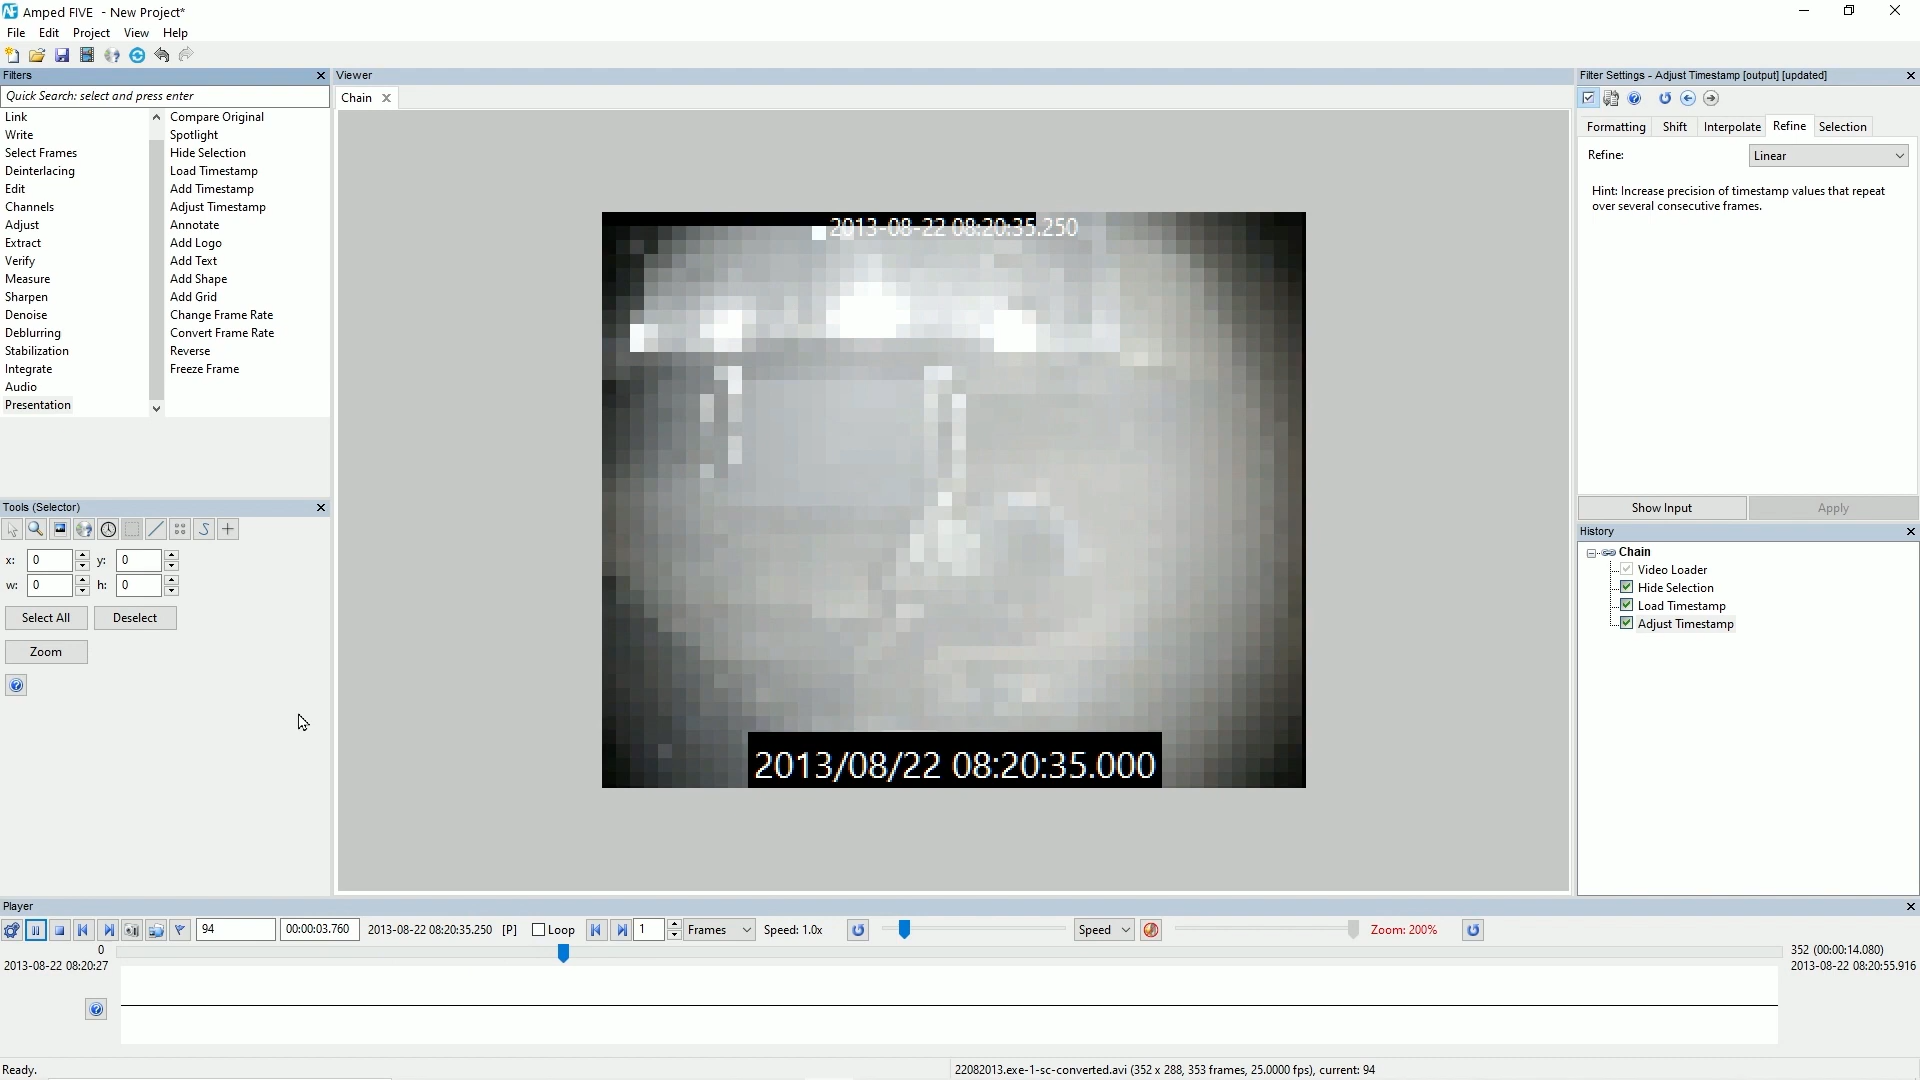 Amped FIVE - New Project*
File Edit Project View Help
Filters
Quick Search: select and press enter
Link
Write
Select Frames
Deinterlacing
Edit
Channels
Adjust
Extract
Verify
Measure
Sharpen
Denoise
Deblurring
Stabilization
Integrate
Audio
Presentation
Compare Original
Spotlight
Hide Selection
Load Timestamp
Add Timestamp
Adjust Timestamp
Annotate
Add Logo
Add Text
Add Shape
Add Grid
Change Frame Rate
Convert Frame Rate
Reverse
Freeze Frame
Tools (Selector)
x: 0 y: 0
w: 0 h: 0
Select All Deselect
Zoom
Viewer
Chain
2013-08-22 08:20:35.250
2013/08/22 08:20:35.000
Filter Settings - Adjust Timestamp [output] [updated]
Formatting Shift Interpolate Refine Selection
Refine: Linear
Hint: Increase precision of timestamp values that repeat
over several consecutive frames.
Show Input Apply
History
Chain
Video Loader
Hide Selection
Load Timestamp
Adjust Timestamp
Player
94 00:00:03.760 2013-08-22 08:20:35.250 [P] Loop 1 Frames Speed: 1.0x Speed Zoom: 200%
0 352 (00:00:14.080)
2013-08-22 08:20:27 2013-08-22 08:20:55.916
Ready. 22082013.exe-1-sc-converted.avi (352 x 288, 353 frames, 25.0000 fps), current: 94